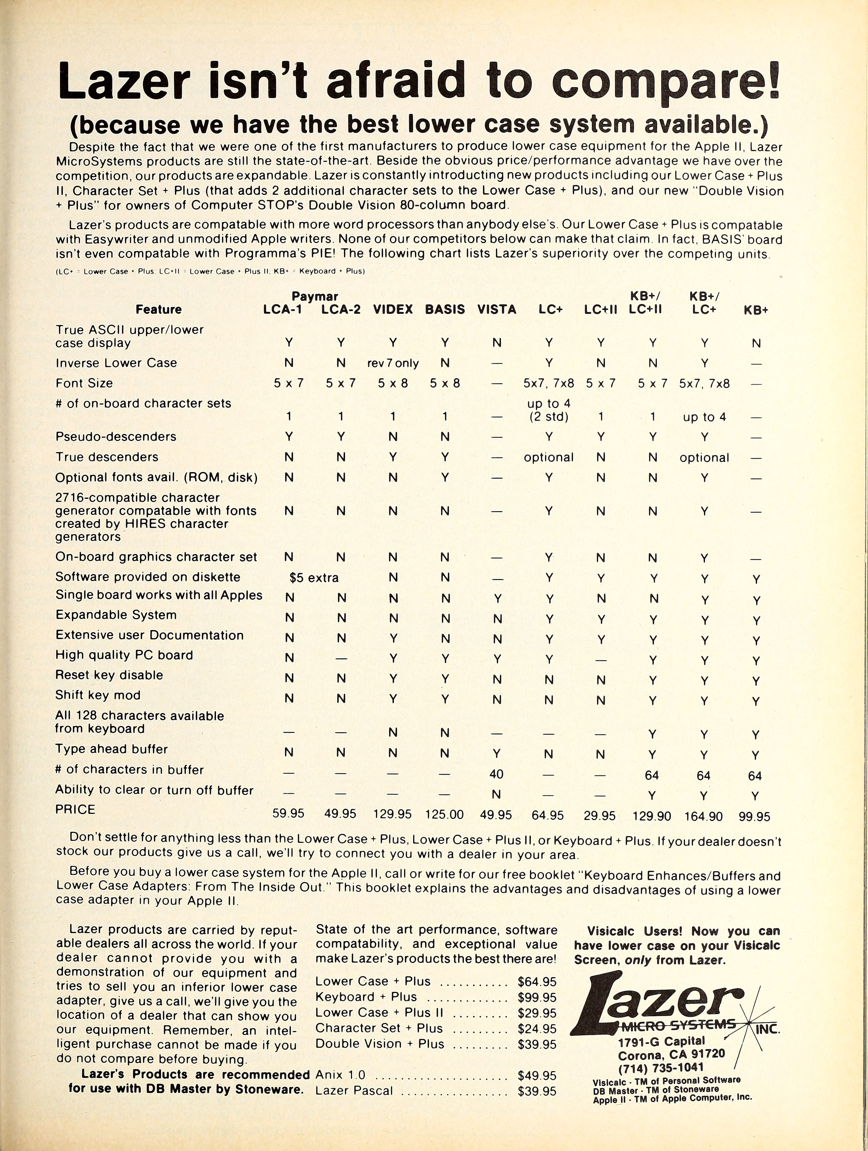 Lazer isn't afraid to compare!
(because we have the best lower case system available.)
Despite the fact that we were one of the first manufacturers to produce lower case equipment for the Apple II, Lazer
MicroSystems products are still the state-of-the-art. Beside the obvious price/performance advantage we have over the
competition, our products are expandable. Lazer is constantly introducting new products including our Lower Case + Plus
II, Character Set + Plus (that adds 2 additional character sets to the Lower Case + Plus), and our new "Double Vision
+ Plus" for owners of Computer STOP's Double Vision 80-column board.
Lazer's products are compatable with more word processors than anybody else's. Our Lower Case + Plus is compatable
with Easywriter and unmodified Apple writers. None of our competitors below can make that claim. In fact, BASIS' board
isn't even compatable with Programma's PIE! The following chart lists Lazer's superiority over the competing units.
(LC+ = Lower Case + Plus, LC+II = Lower Case + Plus II, KB+ = Keyboard + Plus)
Paymar KB+/ KB+/
Feature LCA-1 LCA-2 VIDEX BASIS VISTA LC+ LC+II LC+II LC+ KB+
True ASCII upper/lower
case display Y Y Y Y N Y Y Y Y N
Inverse Lower Case N N rev 7 only N — Y N N Y —
Font Size 5 x 7 5 x 7 5 x 8 5 x 8 — 5x7, 7x8 5 x 7 5 x 7 5x7, 7x8 —
# of on-board character sets up to 4
1 1 1 1 — (2 std) 1 1 up to 4 —
Pseudo-descenders Y Y N N — Y Y Y Y —
True descenders N N Y Y — optional N N optional —
Optional fonts avail. (ROM, disk) N N N Y — Y N N Y —
2716-compatible character
generator compatable with fonts N N N N — Y N N Y —
created by HIRES character
generators
On-board graphics character set N N N N — Y N N Y —
Software provided on diskette $5 extra N N — Y Y Y Y Y
Single board works with all Apples N N N N Y Y N N Y Y
Expandable System N N N N N Y Y Y Y Y
Extensive user Documentation N N Y N N Y Y Y Y Y
High quality PC board N — Y Y Y Y — Y Y Y
Reset key disable N N Y Y N N N Y Y Y
Shift key mod N N Y Y N N N Y Y Y
All 128 characters available
from keyboard — — N N — — — Y Y Y
Type ahead buffer N N N N Y N N Y Y Y
# of characters in buffer — — — — 40 — — 64 64 64
Ability to clear or turn off buffer — — — — N — — Y Y Y
PRICE 59.95 49.95 129.95 125.00 49.95 64.95 29.95 129.90 164.90 99.95
Don't settle for anything less than the Lower Case + Plus, Lower Case + Plus II, or Keyboard + Plus. If your dealer doesn't
stock our products give us a call, we'll try to connect you with a dealer in your area.
Before you buy a lower case system for the Apple II, call or write for our free booklet "Keyboard Enhances/Buffers and
Lower Case Adapters: From The Inside Out." This booklet explains the advantages and disadvantages of using a lower
case adapter in your Apple II.
Lazer products are carried by reput-
able dealers all across the world. If your
dealer cannot provide you with a
demonstration of our equipment and
tries to sell you an inferior lower case
adapter, give us a call, we'll give you the
location of a dealer that can show you
our equipment. Remember, an intel-
ligent purchase cannot be made if you
do not compare before buying.
Lazer's Products are recommended
for use with DB Master by Stoneware.
State of the art performance, software
compatability, and exceptional value
make Lazer's products the best there are!
Lower Case + Plus ........... $64.95
Keyboard + Plus ............ $99.95
Lower Case + Plus II ......... $29.95
Character Set + Plus ......... $24.95
Double Vision + Plus ........ $39.95
Anix 1.0 ...................... $49.95
Lazer Pascal .................. $39.95
Visicalc Users! Now you can
have lower case on your Visicalc
Screen, only from Lazer.
Lazer
MICRO SYSTEMS INC.
1791-G Capital
Corona, CA 91720
(714) 735-1041
Visicalc - TM of Personal Software
DB Master - TM of Stoneware
Apple II - TM of Apple Computer, Inc.